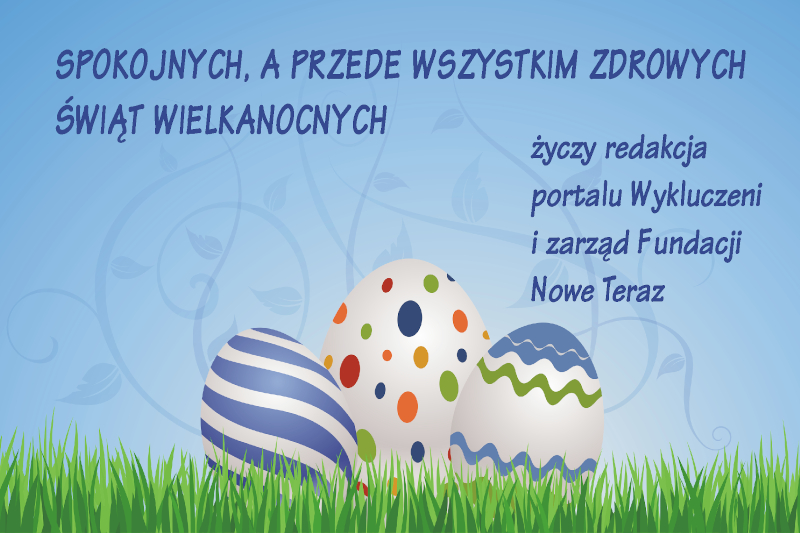 SPOKOJNYCH, A PRZEDE WSZYSTKIM ZDROWYCH
ŚWIĄT WIELKANOCNYCH
życzy redakcja
portalu Wykluczeni
i zarząd Fundacji
Nowe Teraz